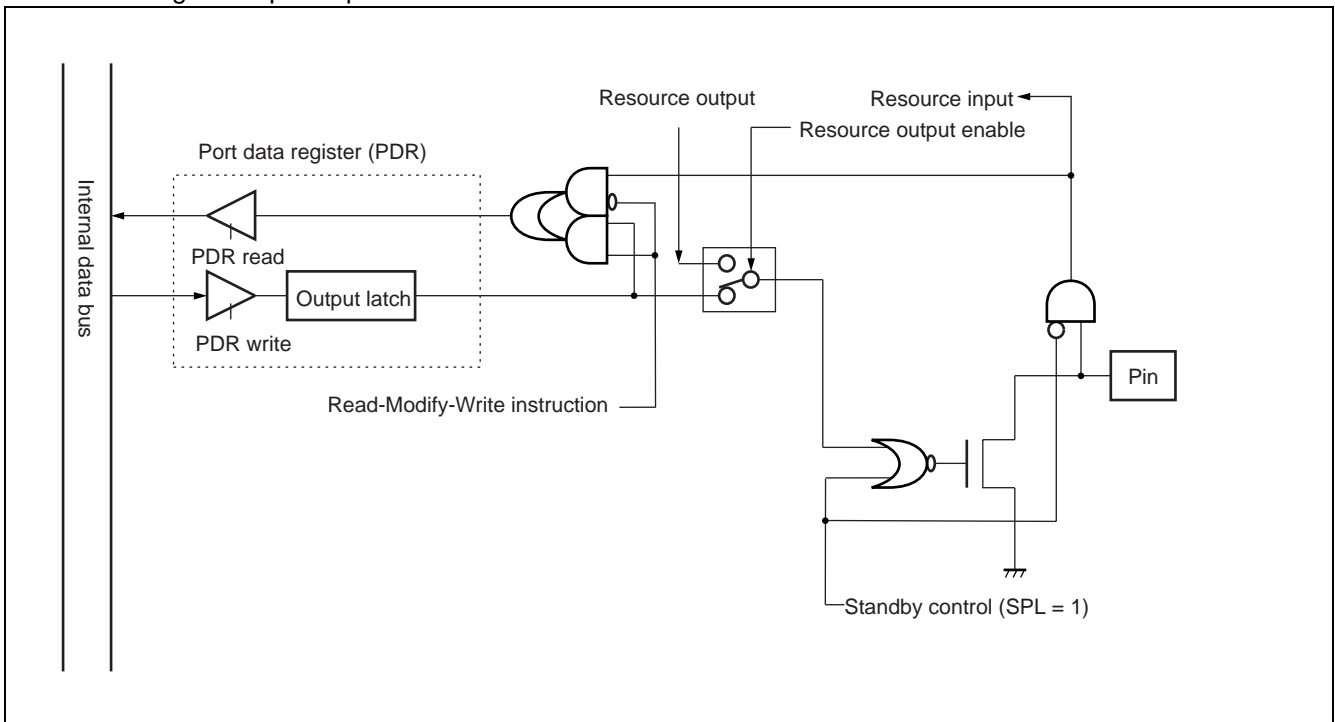 Resource output
Resource input
Resource output enable
Port data register (PDR)
Internal data bus
PDR read
Output latch
PDR write
Pin
Read-Modify-Write instruction
Standby control (SPL = 1)